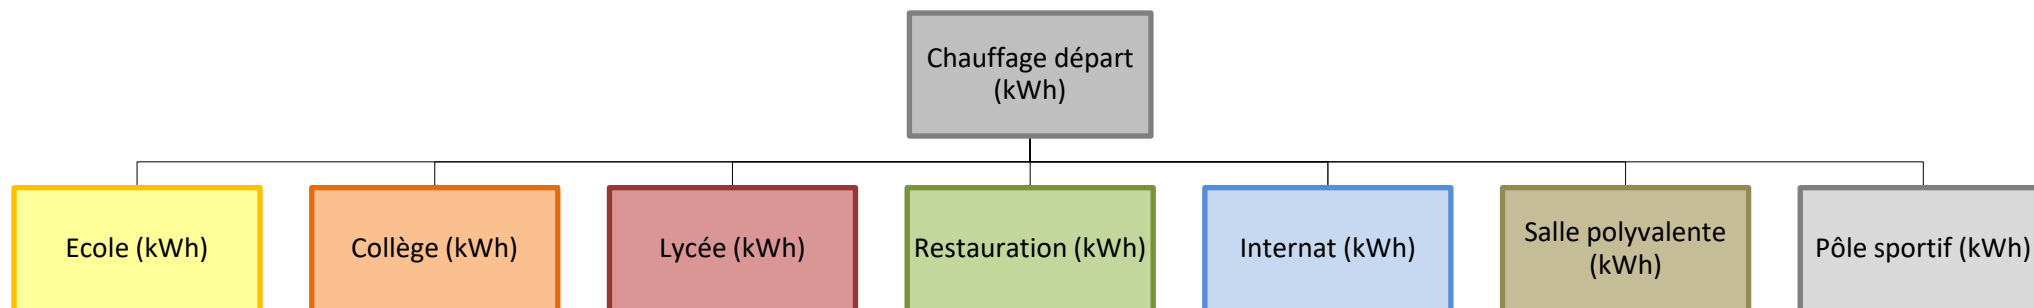 Chauffage départ
(kWh)
Ecole (kWh)
Collège (kWh)
Lycée (kWh)
Restauration (kWh)
Internat (kWh)
Salle polyvalente
(kWh)
Pôle sportif (kWh)